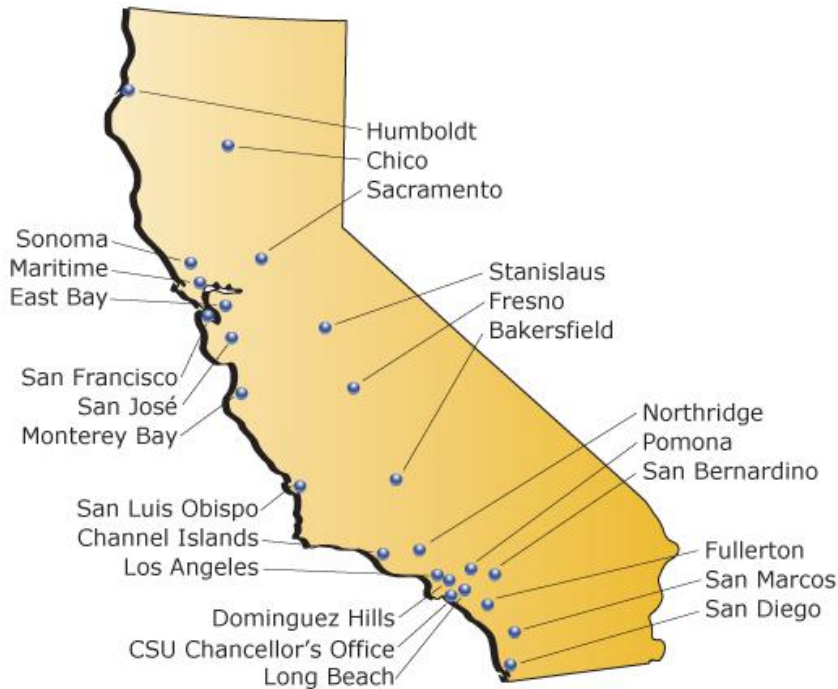 Humboldt
Chico
Sacramento
Sonoma
Maritime
East Bay
Stanislaus
Fresno
Bakersfield
San Francisco
San José
Monterey Bay
Northridge
Pomona
San Bernardino
San Luis Obispo
Channel Islands
Los Angeles
Fullerton
San Marcos
San Diego
Dominguez Hills
CSU Chancellor's Office
Long Beach